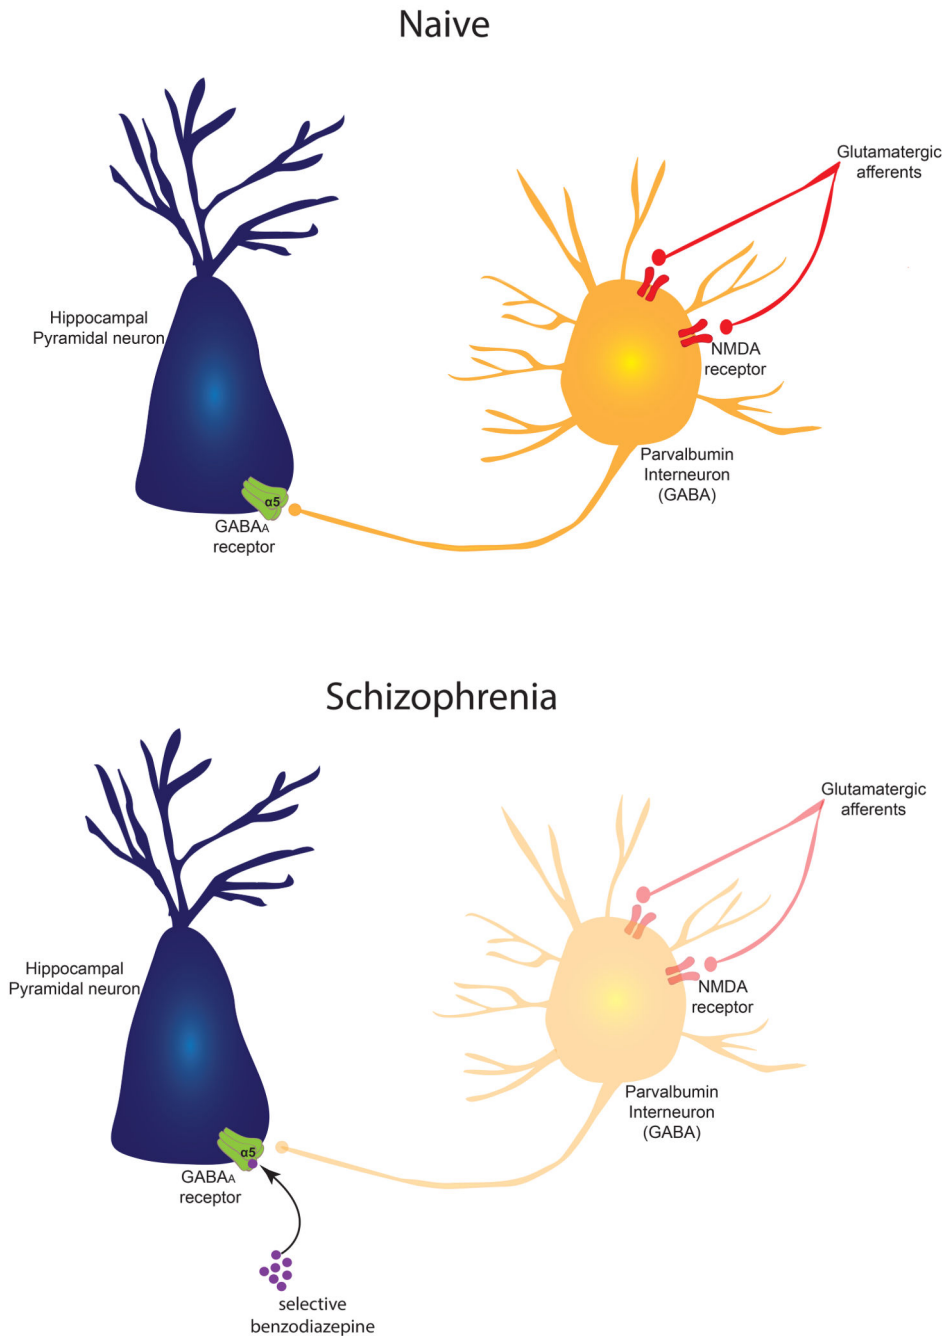 Naive
Glutamatergic
afferents
Hippocampal
Pyramidal neuron
NMDA
receptor
Parvalbumin
Interneuron
(GABA)
α5
GABAA
receptor
Schizophrenia
Glutamatergic
afferents
Hippocampal
Pyramidal neuron
NMDA
receptor
Parvalbumin
Interneuron
(GABA)
α5
GABAA
receptor
selective
benzodiazepine